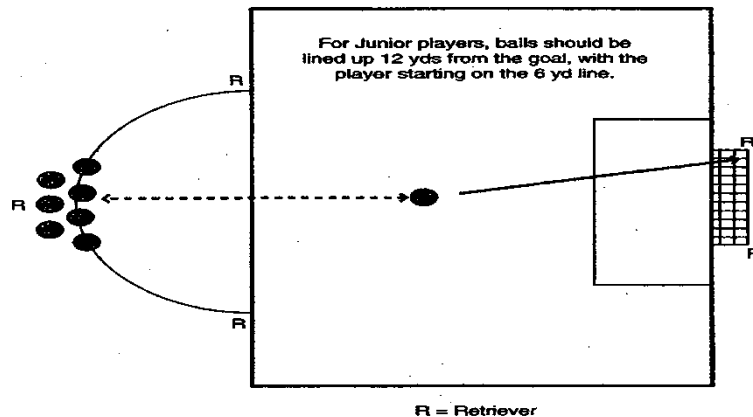 For Junior players, balls should be
lined up 12 yds from the goal, with the
player starting on the 6 yd line.
R
R
R
R
R
R = Retriever